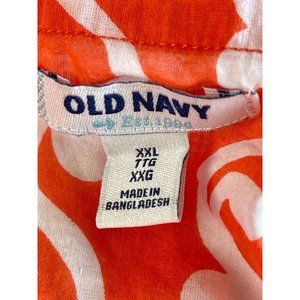 OLD NAVY
Est. 1994
XXL
TTG
XXG
MADE IN
BANGLADESH